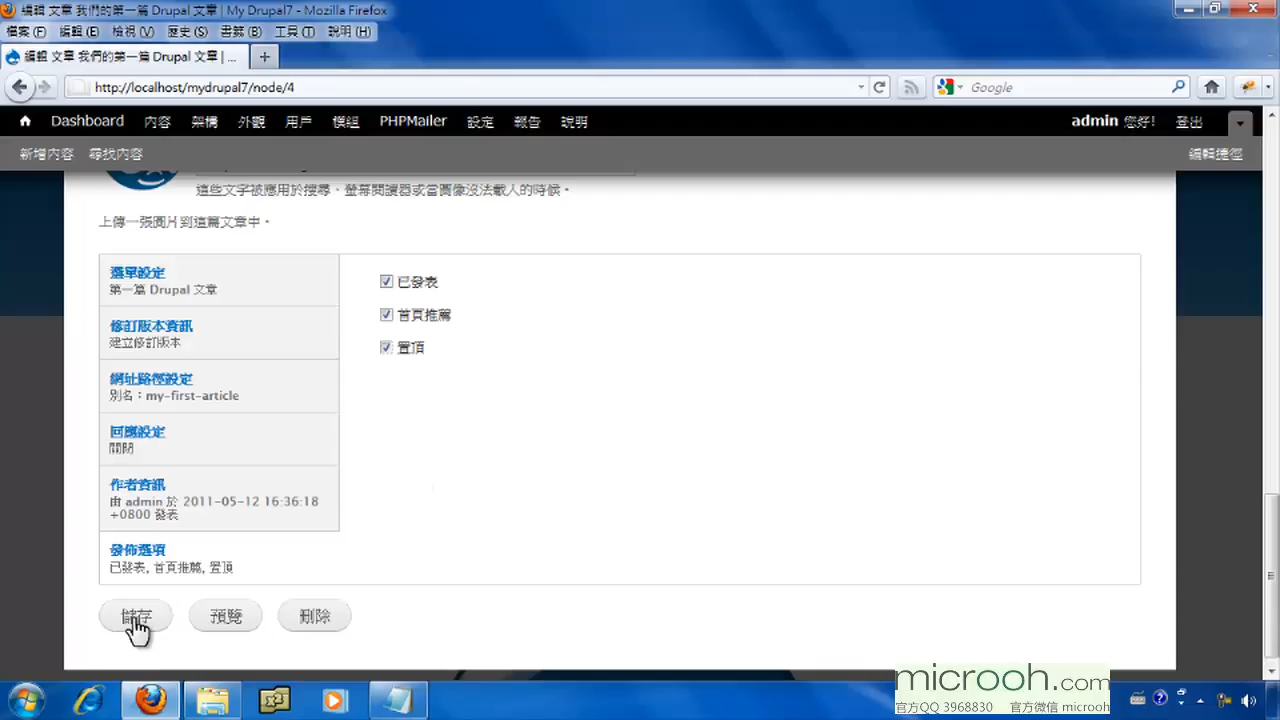 編輯 文章 我們的第一篇 Drupal 文章 | My Drupal7 - Mozilla Firefox
檔案 (F) 編輯 (E) 檢視 (V) 歷史 (S) 書籤 (B) 工具 (T) 說明 (H)
編輯 文章 我們的第一篇 Drupal 文章 | ...
http://localhost/mydrupal7/node/4
Google
Dashboard 內容 架構 外觀 用戶 模組 PHPMailer 設定 報告 說明 admin 您好! 登出
新增內容 尋找內容 編輯捷徑
這些文字被應用於搜尋、螢幕閱讀器或當圖像沒法載入的時候。
上傳一張圖片到這篇文章中。
選單設定
第一篇 Drupal 文章
修訂版本資訊
建立修訂版本
網址路徑設定
別名：my-first-article
回應設定
關閉
作者資訊
由 admin 於 2011-05-12 16:36:18
+0800 發表
發佈選項
已發表, 首頁推薦, 置頂
已發表
首頁推薦
置頂
儲存 預覽 刪除
microoh.com
官方QQ 3968830 官方微信 microoh